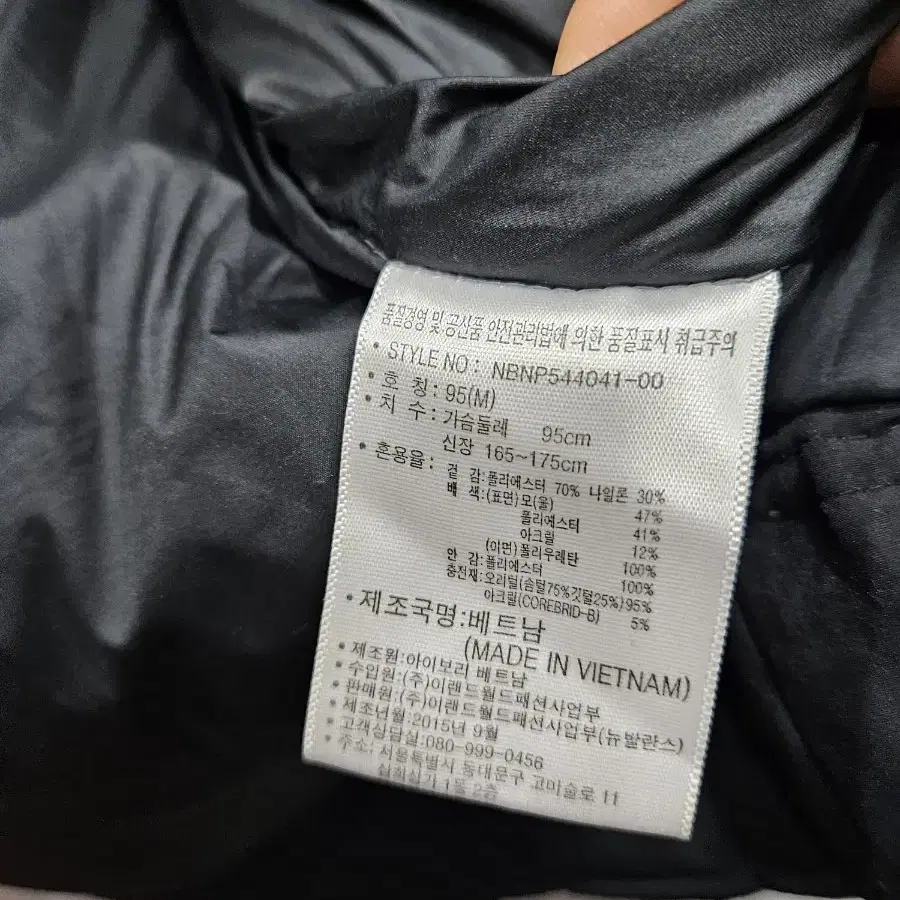 품질경영 및 공산품 안전관리법에 의한 품질표시 취급주의
• STYLE NO : NBNP544041-00
• 호 칭 : 95(M)
• 치 수 : 가슴둘레 95cm
신장 165~175cm
• 혼용율: 겉 감:폴리에스터 70% 나일론 30%
배 색:(표면)모(울) 47%
폴리에스터 41%
아크릴 12%
(이면)폴리우레탄 100%
안 감:폴리에스터 100%
충전재:오리털(솜털75%깃털25%)95%
아크릴(COREBRID-B) 5%
• 제조국명:베트남
(MADE IN VIETNAM)
• 제조원:아이보리 베트남
• 수입원:(주)이랜드월드패션사업부
• 판매원:(주)이랜드월드패션사업부(뉴발란스)
• 제조년월:2015년 9월
• 고객상담실:080-999-0456
• 주소: 서울특별시 동대문구 고미술로 11